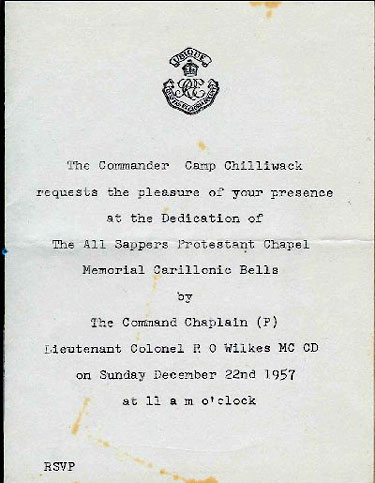 UBIQUE
The Commander Camp Chilliwack
requests the pleasure of your presence
at the Dedication of
The All Sappers Protestant Chapel
Memorial Carillonic Bells
by
The Command Chaplain (P)
Lieutenant Colonel R O Wilkes MC CD
on Sunday December 22nd 1957
at 11 a m o'clock
RSVP